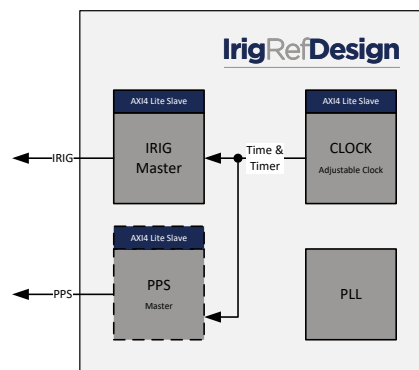 IrigRefDesign
AXI4 Lite Slave
IRIG
Master
AXI4 Lite Slave
CLOCK
Adjustable Clock
Time &
Timer
IRIG
AXI4 Lite Slave
PPS
Master
PPS
PLL